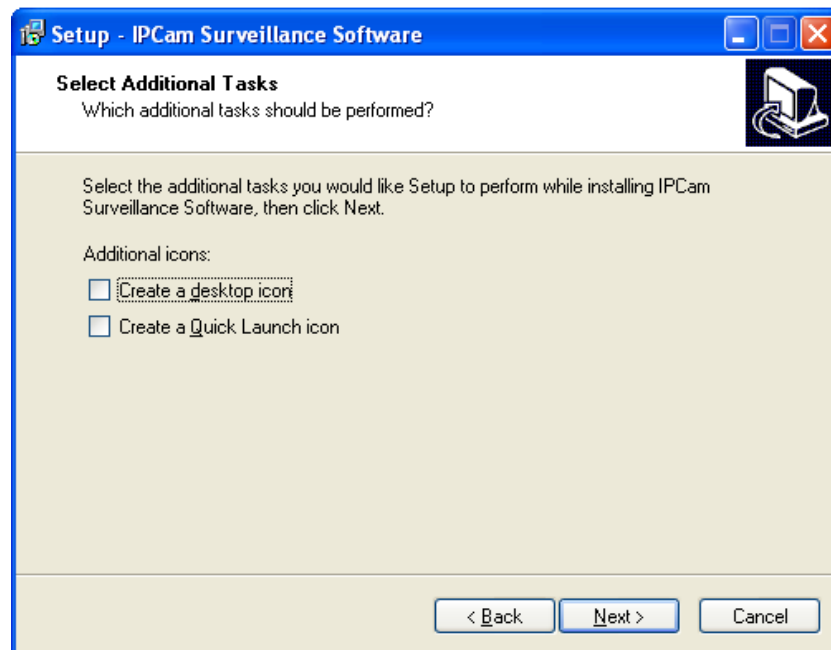 Setup - IPCam Surveillance Software
Select Additional Tasks
Which additional tasks should be performed?
Select the additional tasks you would like Setup to perform while installing IPCam
Surveillance Software, then click Next.
Additional icons:
Create a desktop icon
Create a Quick Launch icon
< Back Next > Cancel